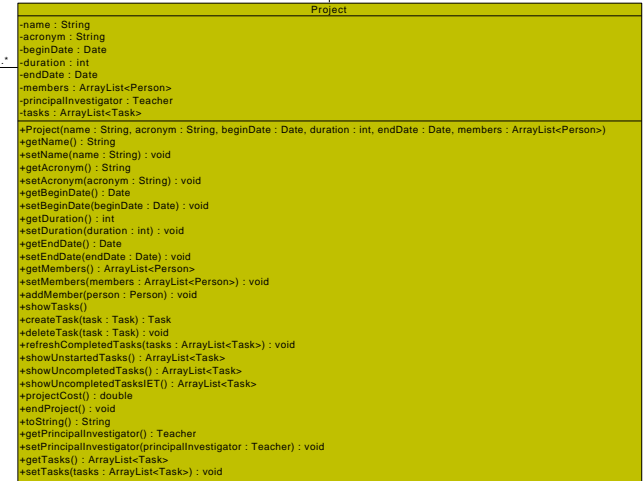 Project
-name : String
-acronym : String
-beginDate : Date
.*
-duration : int
-endDate : Date
-members : ArrayList<Person>
-principalInvestigator : Teacher
-tasks : ArrayList<Task>
+Project(name : String, acronym : String, beginDate : Date, duration : int, endDate : Date, members : ArrayList<Person>)
+getName() : String
+setName(name : String) : void
+getAcronym() : String
+setAcronym(acronym : String) : void
+getBeginDate() : Date
+setBeginDate(beginDate : Date) : void
+getDuration() : int
+setDuration(duration : int) : void
+getEndDate() : Date
+setEndDate(endDate : Date) : void
+getMembers() : ArrayList<Person>
+setMembers(members : ArrayList<Person>) : void
+addMember(person : Person) : void
+showTasks()
+createTask(task : Task) : Task
+deleteTask(task : Task) : void
+refreshCompletedTasks(tasks : ArrayList<Task>) : void
+showUnstartedTasks() : ArrayList<Task>
+showUncompletedTasks() : ArrayList<Task>
+showUncompletedTasksIET() : ArrayList<Task>
+projectCost() : double
+endProject() : void
+toString() : String
+getPrincipalInvestigator() : Teacher
+setPrincipalInvestigator(principalInvestigator : Teacher) : void
+getTasks() : ArrayList<Task>
+setTasks(tasks : ArrayList<Task>) : void